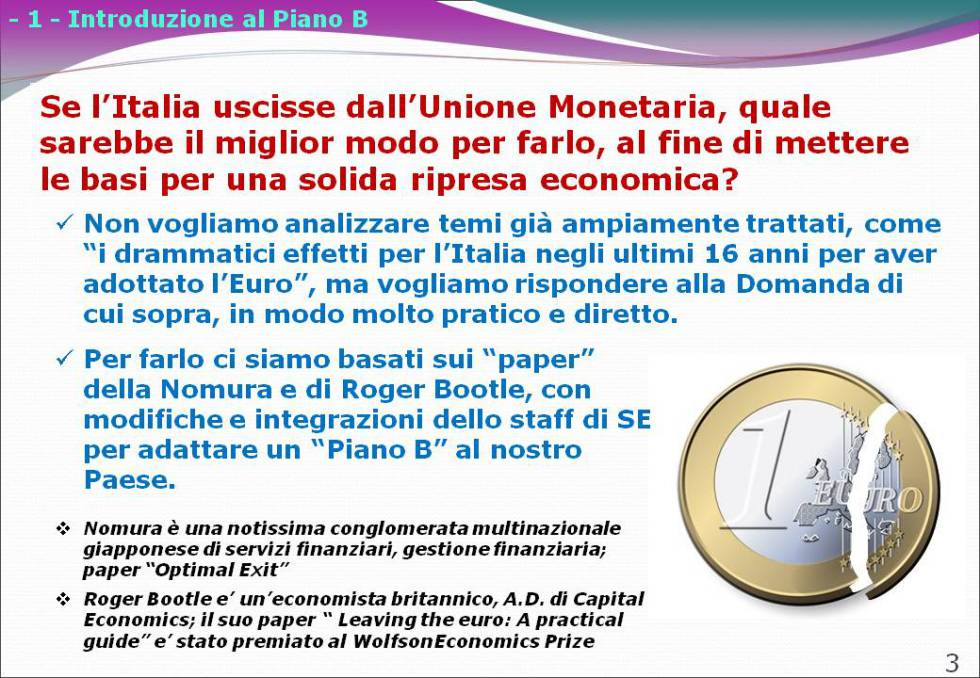 - 1 - Introduzione al Piano B
Se l’Italia uscisse dall’Unione Monetaria, quale
sarebbe il miglior modo per farlo, al fine di mettere
le basi per una solida ripresa economica?
✓ Non vogliamo analizzare temi già ampiamente trattati, come
“i drammatici effetti per l’Italia negli ultimi 16 anni per aver
adottato l’Euro”, ma vogliamo rispondere alla Domanda di
cui sopra, in modo molto pratico e diretto.
✓ Per farlo ci siamo basati sui “paper”
della Nomura e di Roger Bootle, con
modifiche e integrazioni dello staff di SE
per adattare un “Piano B” al nostro
Paese.
1 EURO
❖ Nomura è una notissima conglomerata multinazionale
giapponese di servizi finanziari, gestione finanziaria;
paper “Optimal Exit”
❖ Roger Bootle e’ un’economista britannico, A.D. di Capital
Economics; il suo paper “ Leaving the euro: A practical
guide” e’ stato premiato al WolfsonEconomics Prize
3